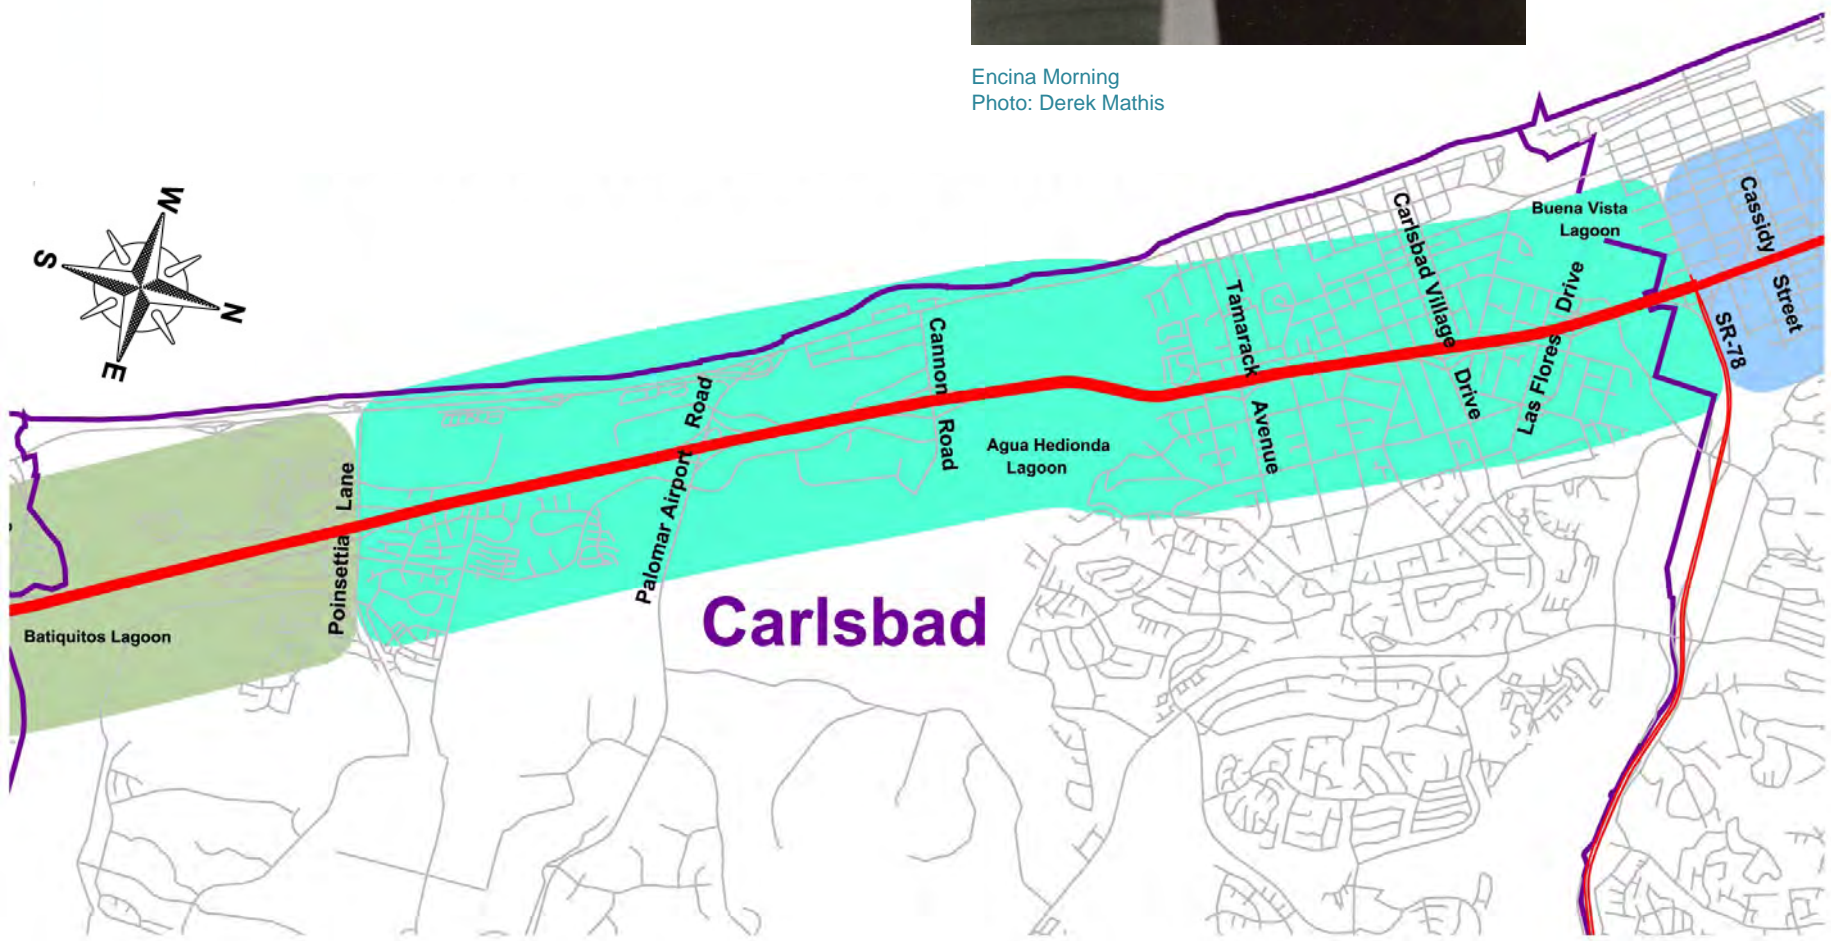 Encina Morning
Photo: Derek Mathis
W
S
N
E
Buena Vista
Lagoon
Cassidy
Street
SR-78
Carlsbad Village
Drive
Las Flores Drive
Tamarack
Avenue
Cannon
Road
Agua Hedionda
Lagoon
Palomar Airport Road
Poinsettia Lane
Batiquitos Lagoon
Carlsbad